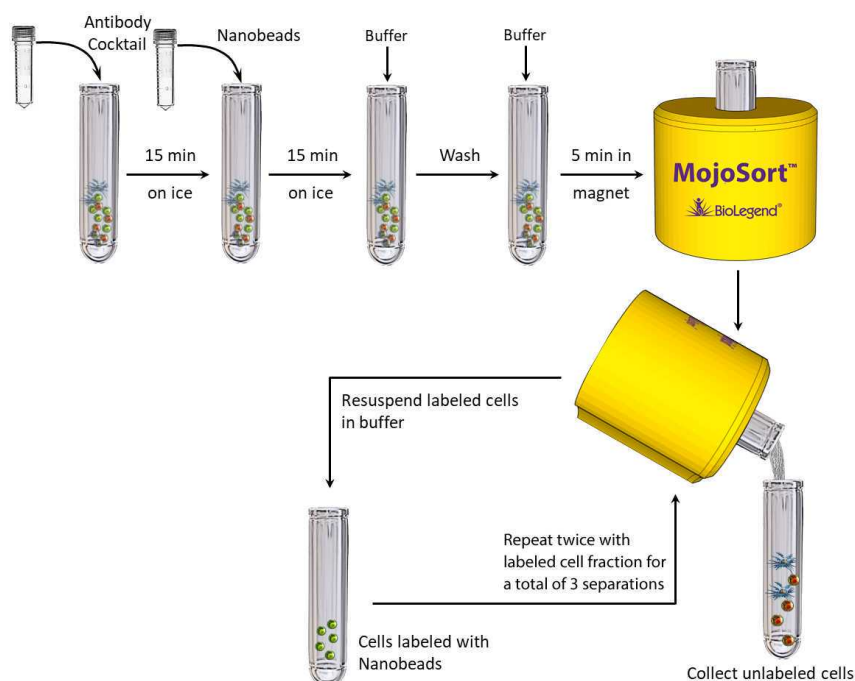 Antibody
Cocktail
Nanobeads
Buffer
Buffer
15 min
on ice
15 min
on ice
Wash
5 min in
magnet
MojoSort™
BioLegend®
Resuspend labeled cells
in buffer
Repeat twice with
labeled cell fraction for
a total of 3 separations
Cells labeled with
Nanobeads
Collect unlabeled cells